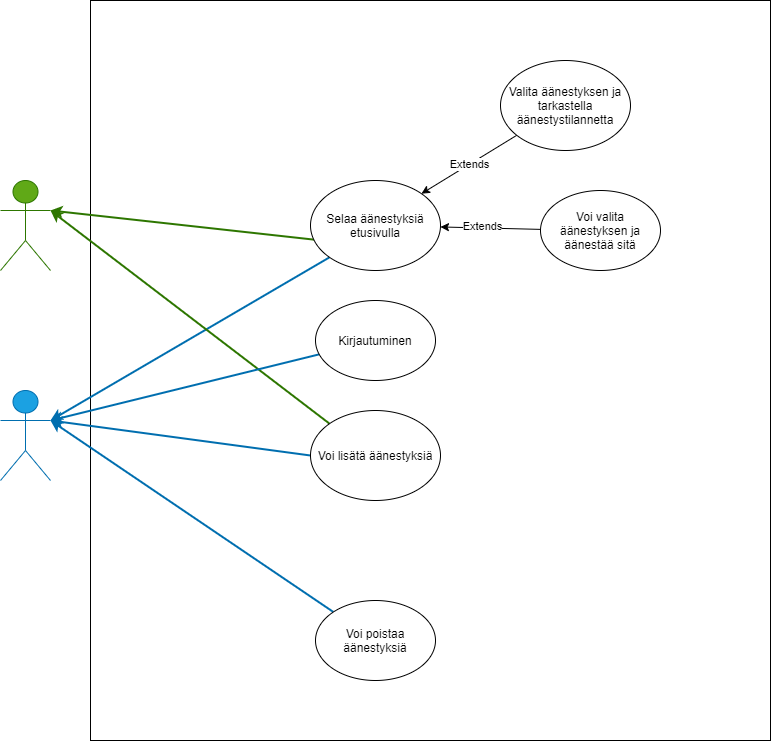 Valita äänestyksen ja
tarkastella
äänestystilannetta
Extends
Selaa äänestyksiä
etusivulla
Extends
Voi valita
äänestyksen ja
äänestää sitä
Kirjautuminen
Voi lisätä äänestyksiä
Voi poistaa
äänestyksiä